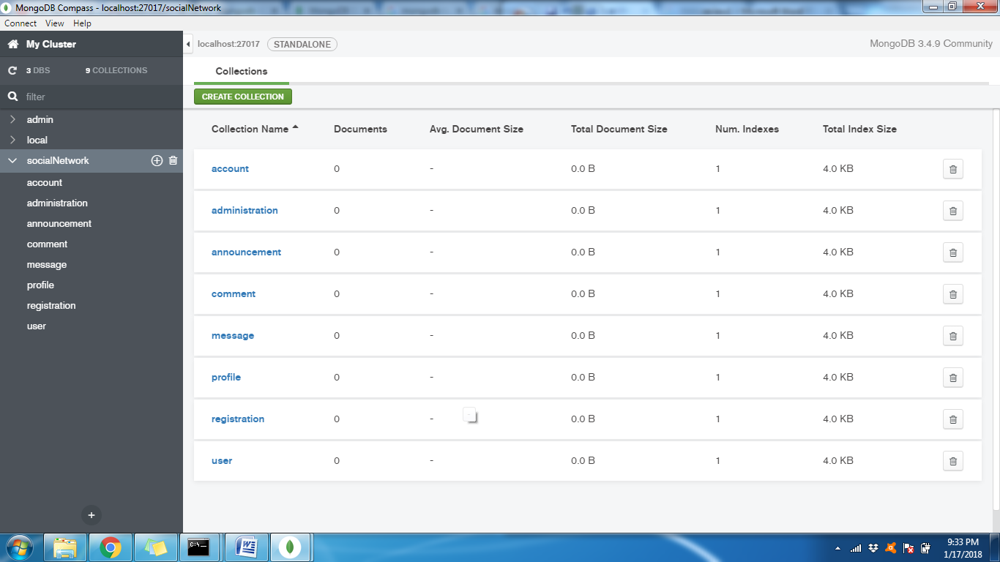 MongoDB Compass - localhost:27017/socialNetwork
Connect View Help
My Cluster
localhost:27017 STANDALONE
MongoDB 3.4.9 Community
3 DBS 9 COLLECTIONS
filter
admin
local
socialNetwork
account
administration
announcement
comment
message
profile
registration
user
Collections
CREATE COLLECTION
Collection Name Documents Avg. Document Size Total Document Size Num. Indexes Total Index Size
account 0 - 0.0 B 1 4.0 KB
administration 0 - 0.0 B 1 4.0 KB
announcement 0 - 0.0 B 1 4.0 KB
comment 0 - 0.0 B 1 4.0 KB
message 0 - 0.0 B 1 4.0 KB
profile 0 - 0.0 B 1 4.0 KB
registration 0 - 0.0 B 1 4.0 KB
user 0 - 0.0 B 1 4.0 KB
9:33 PM
1/17/2018